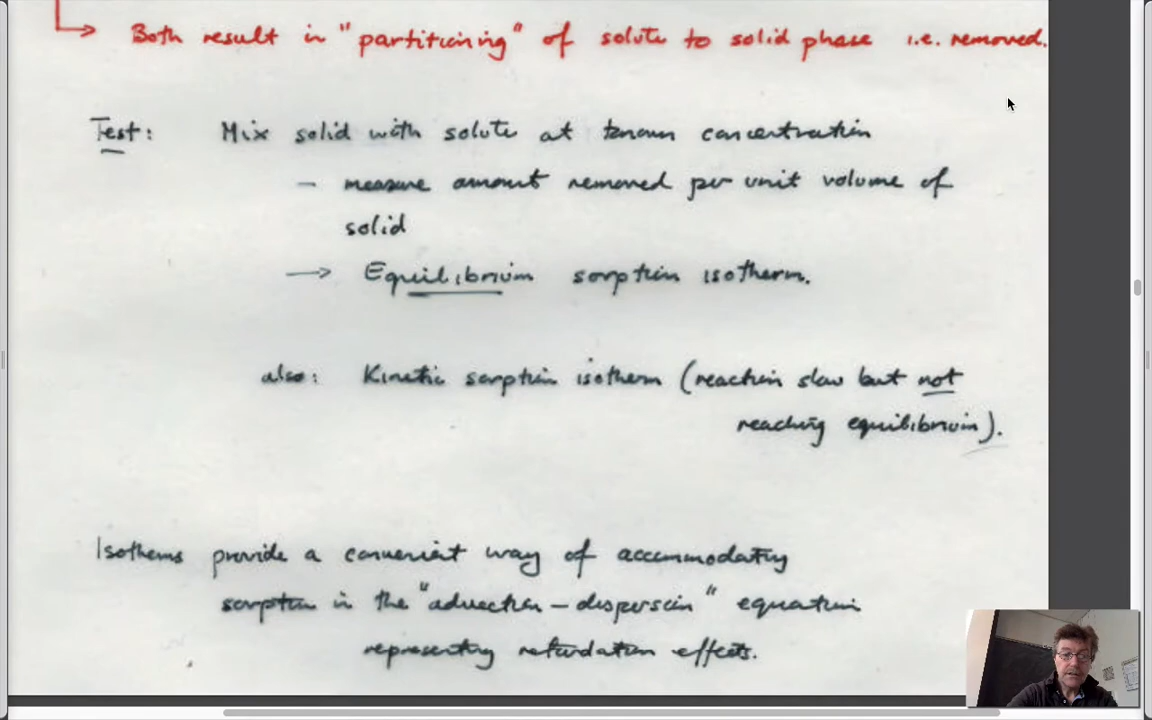 Both result in "partitioning" of solute to solid phase i.e. removed.
Test: Mix solid with solute at known concentration
- measure amount removed per unit volume of
solid
→ Equilibrium sorption isotherm.
also: Kinetic sorption isotherm (reaction slow but not
reaching equilibrium).
Isotherms provide a convenient way of accommodating
sorption in the "advection - dispersion" equation
representing retardation effects.